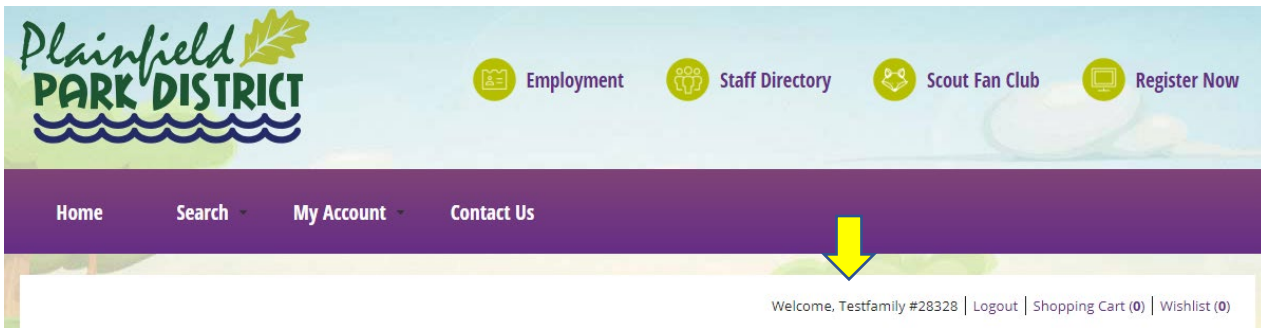 Plainfield
PARK DISTRICT
Employment
Staff Directory
Scout Fan Club
Register Now
Home
Search
My Account
Contact Us
Welcome, Testfamily #28328 | Logout | Shopping Cart (0) | Wishlist (0)